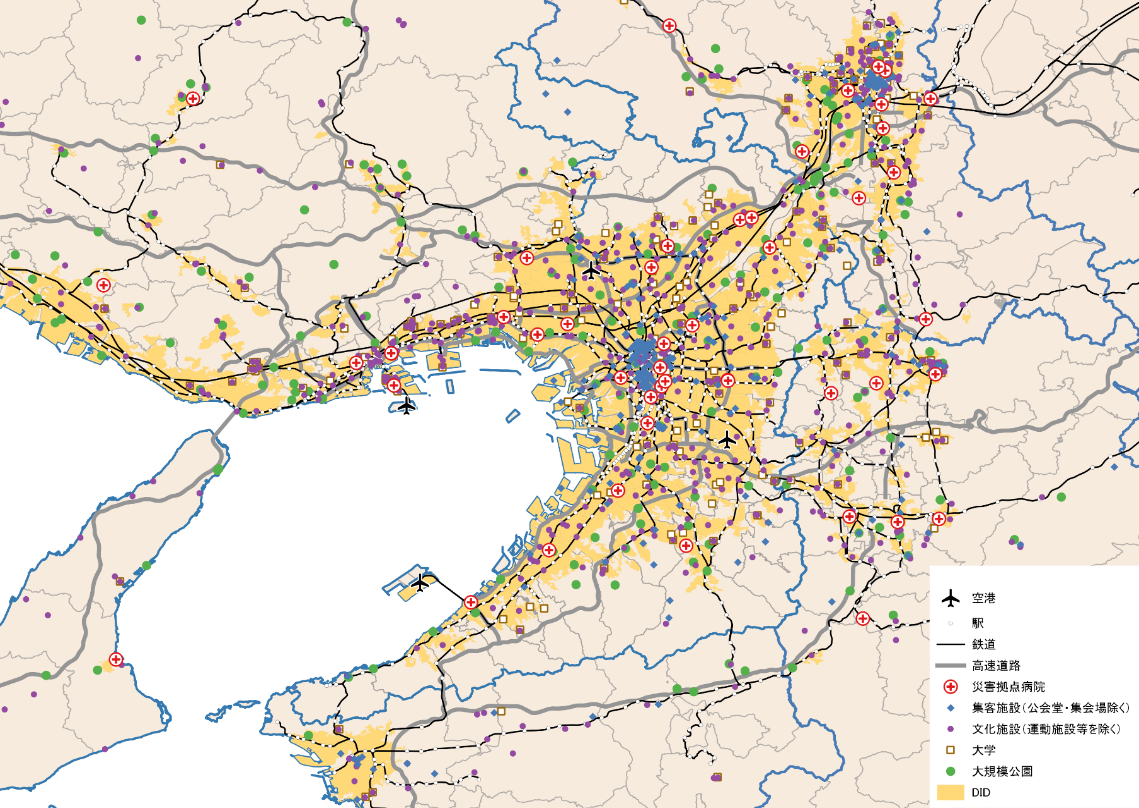 空港
駅
鉄道
高速道路
災害拠点病院
集客施設(公会堂・集会場除く)
文化施設(運動施設等を除く)
大学
大規模公園
DID